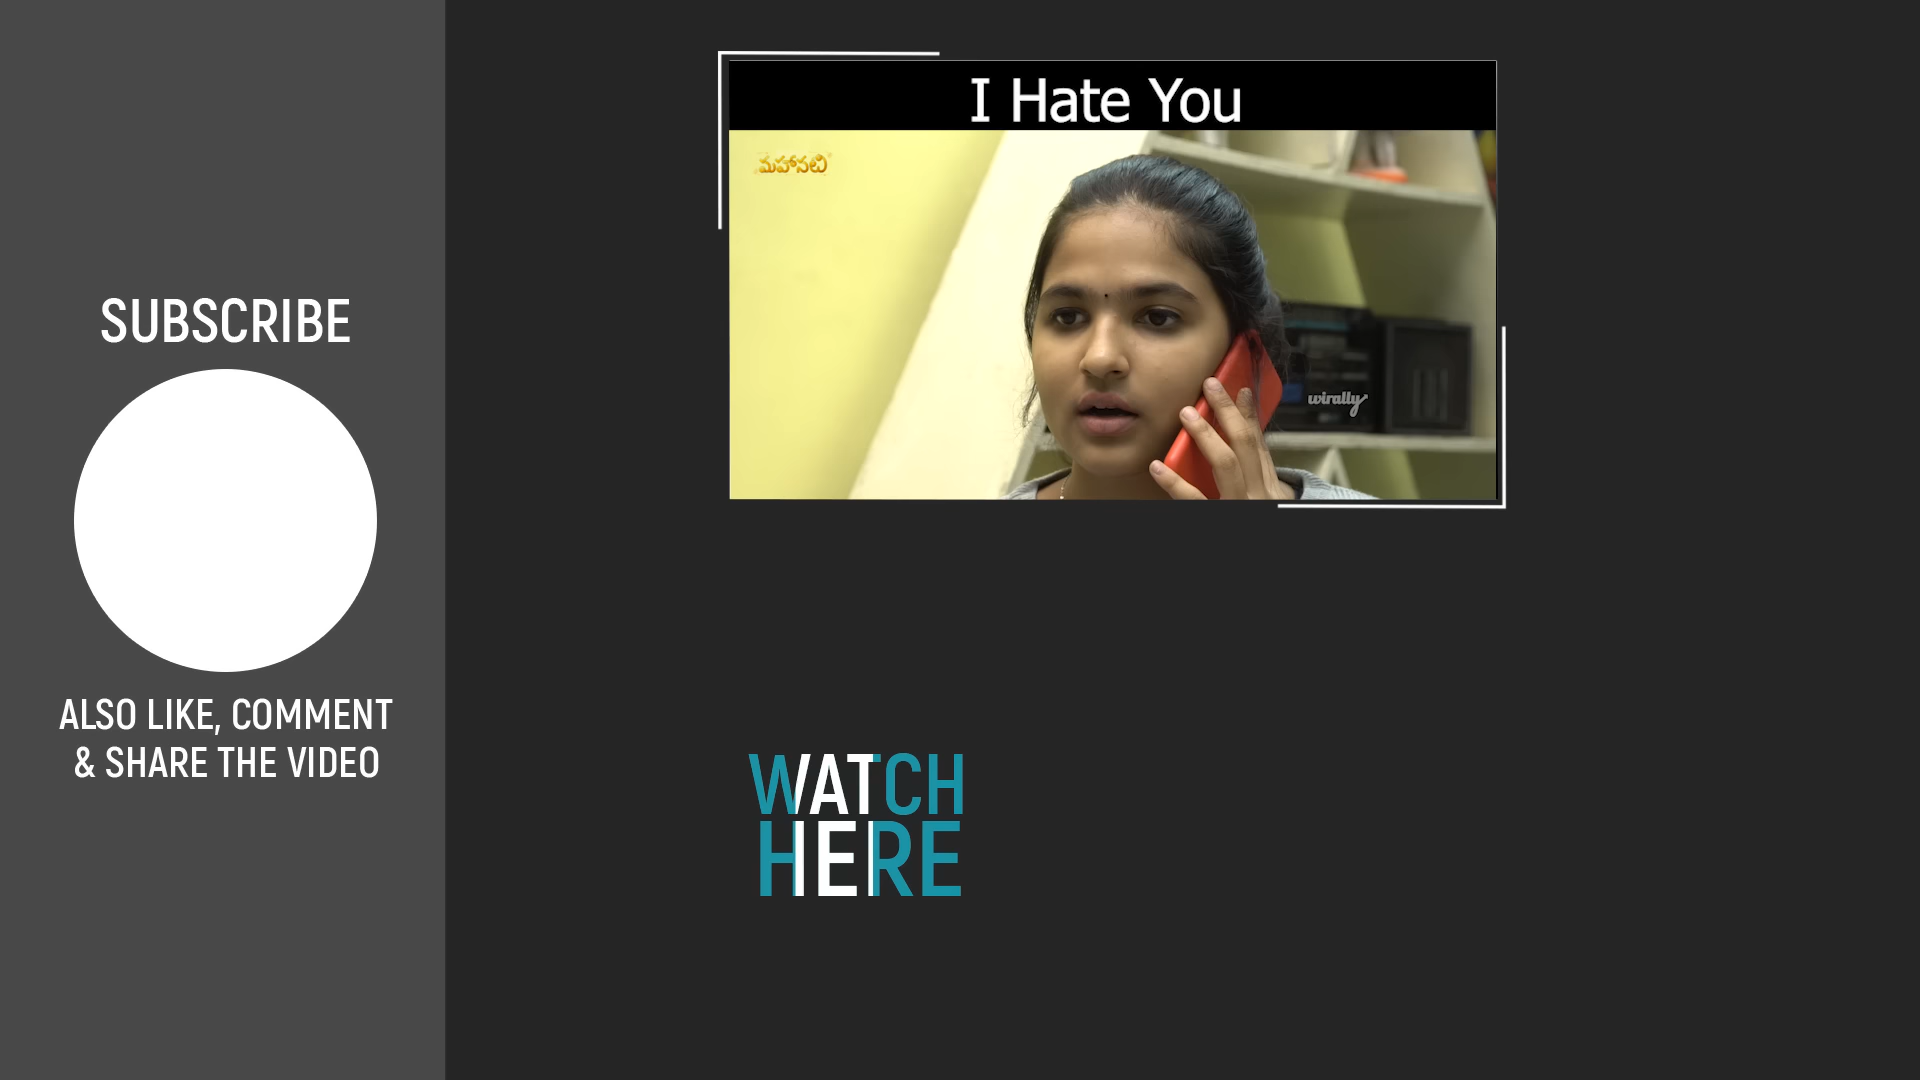 SUBSCRIBE
ALSO LIKE, COMMENT
& SHARE THE VIDEO
I Hate You
మహానటి
wirally
WATCH
HERE